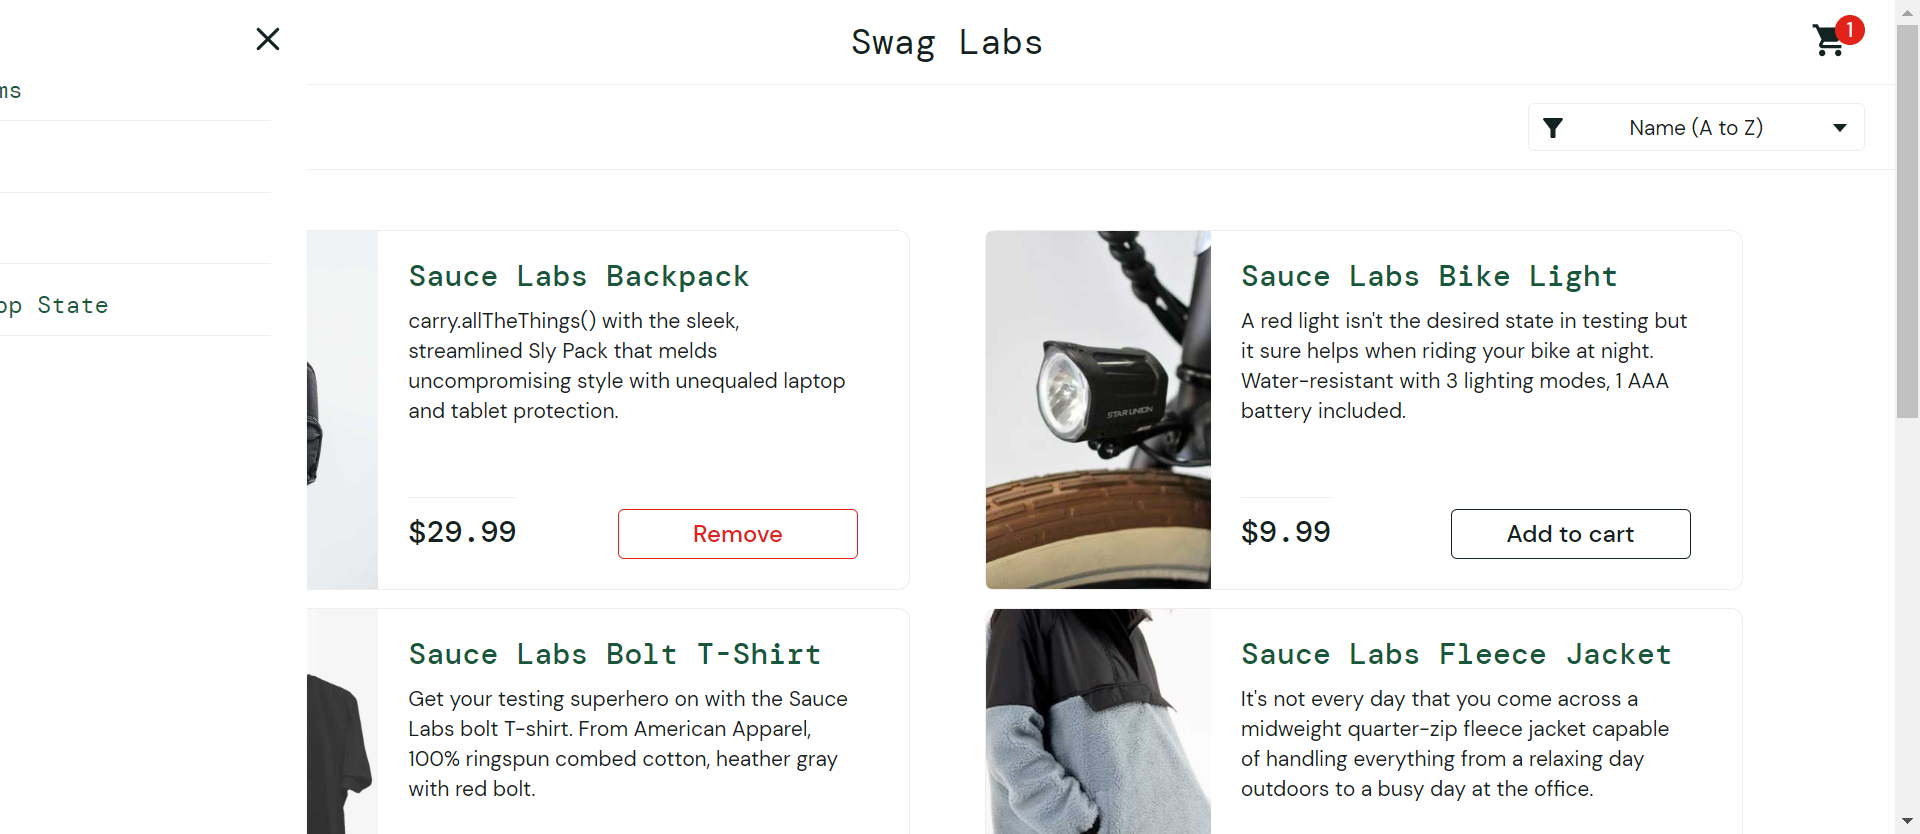 Swag Labs
1
ms
op State
Name (A to Z)
Sauce Labs Backpack
carry.allTheThings() with the sleek,
streamlined Sly Pack that melds
uncompromising style with unequaled laptop
and tablet protection.
$29.99
Remove
Sauce Labs Bike Light
A red light isn't the desired state in testing but
it sure helps when riding your bike at night.
Water-resistant with 3 lighting modes, 1 AAA
battery included.
STAR UNION
$9.99
Add to cart
Sauce Labs Bolt T-Shirt
Get your testing superhero on with the Sauce
Labs bolt T-shirt. From American Apparel,
100% ringspun combed cotton, heather gray
with red bolt.
Sauce Labs Fleece Jacket
It's not every day that you come across a
midweight quarter-zip fleece jacket capable
of handling everything from a relaxing day
outdoors to a busy day at the office.